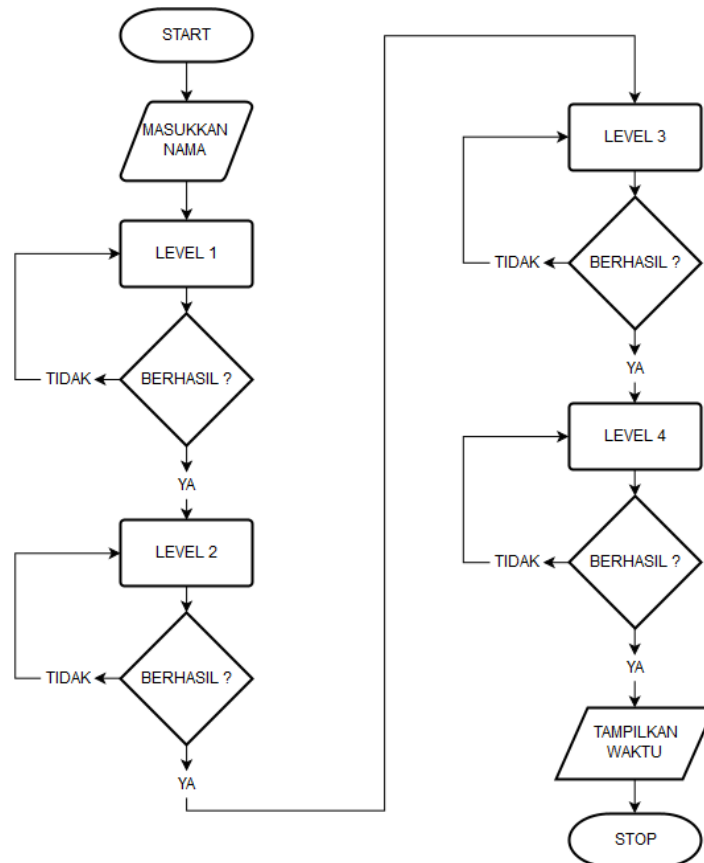 START
MASUKKAN
NAMA
LEVEL 1
BERHASIL ?
TIDAK
YA
LEVEL 2
BERHASIL ?
TIDAK
YA
LEVEL 3
BERHASIL ?
TIDAK
YA
LEVEL 4
BERHASIL ?
TIDAK
YA
TAMPILKAN
WAKTU
STOP